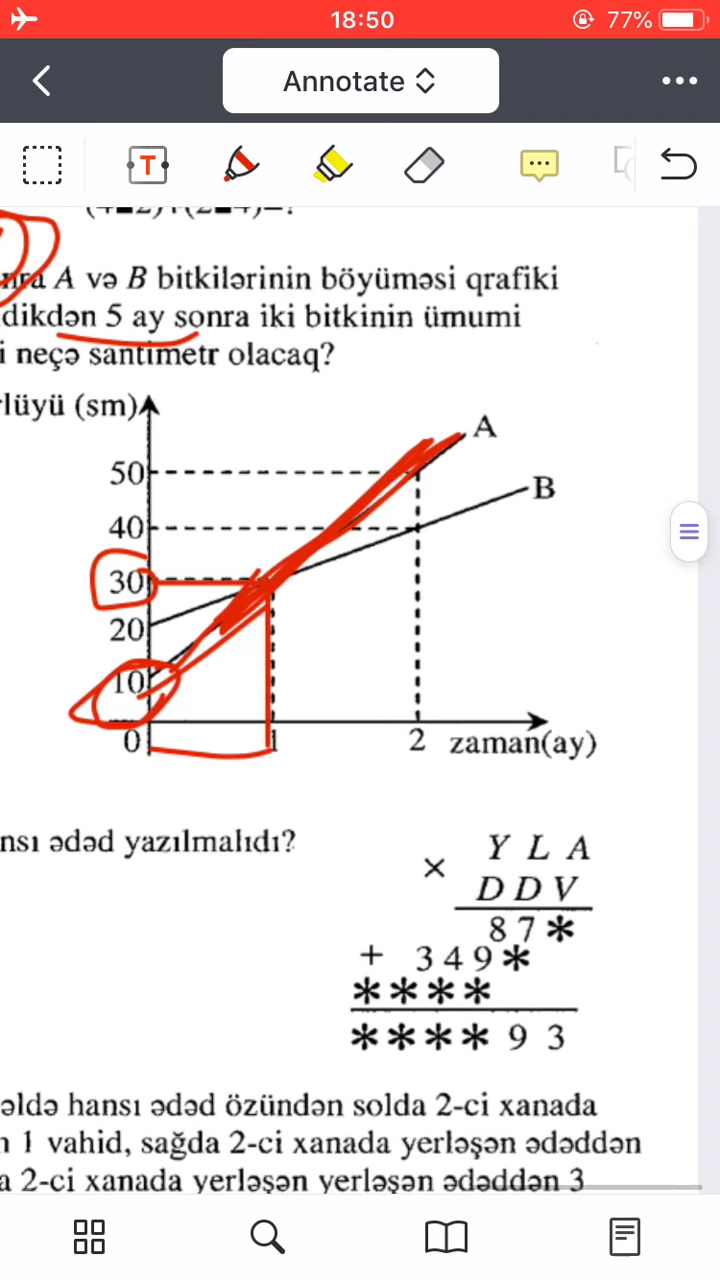 18:50
77%
Annotate
T
A və B bitkilərinin böyüməsi qrafiki
dikdən 5 ay sonra iki bitkinin ümumi
i neçə santimetr olacaq?
lüyü (sm)
A
50
B
40
30
20
10
0 1 2 zaman(ay)
nsı ədəd yazılmalıdı?
Y L A
×
D D V
8 7 *
+ 3 4 9 *
* * * *
* * * * 9 3
əldə hansı ədəd özündən solda 2-ci xanada
n 1 vahid, sağda 2-ci xanada yerləşən ədəddən
a 2-ci xanada yerləşən yerləşən ədəddən 3